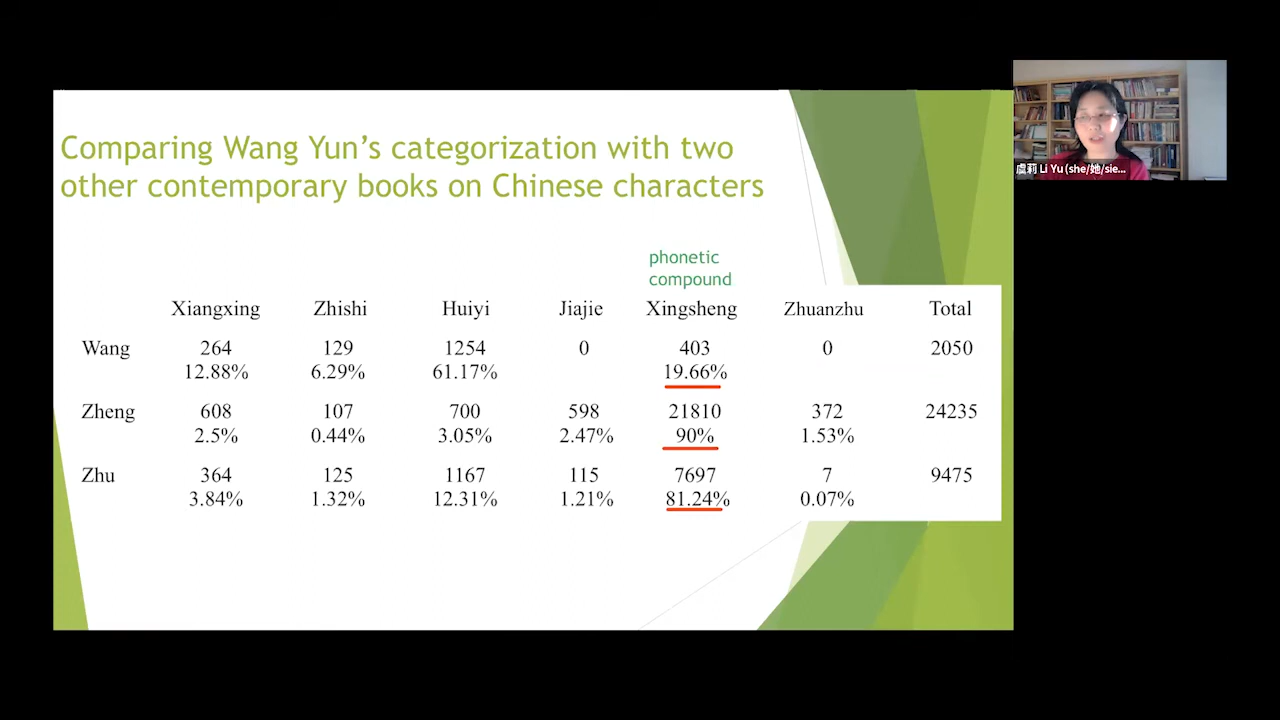 Comparing Wang Yun's categorization with two
other contemporary books on Chinese characters
phonetic
compound
Xiangxing Zhishi Huiyi Jiajie Xingsheng Zhuanzhu Total
Wang 264 129 1254 0 403 0 2050
12.88% 6.29% 61.17% 19.66%
Zheng 608 107 700 598 21810 372 24235
2.5% 0.44% 3.05% 2.47% 90% 1.53%
Zhu 364 125 1167 115 7697 7 9475
3.84% 1.32% 12.31% 1.21% 81.24% 0.07%
虞莉 Li Yu (she/她/sie...